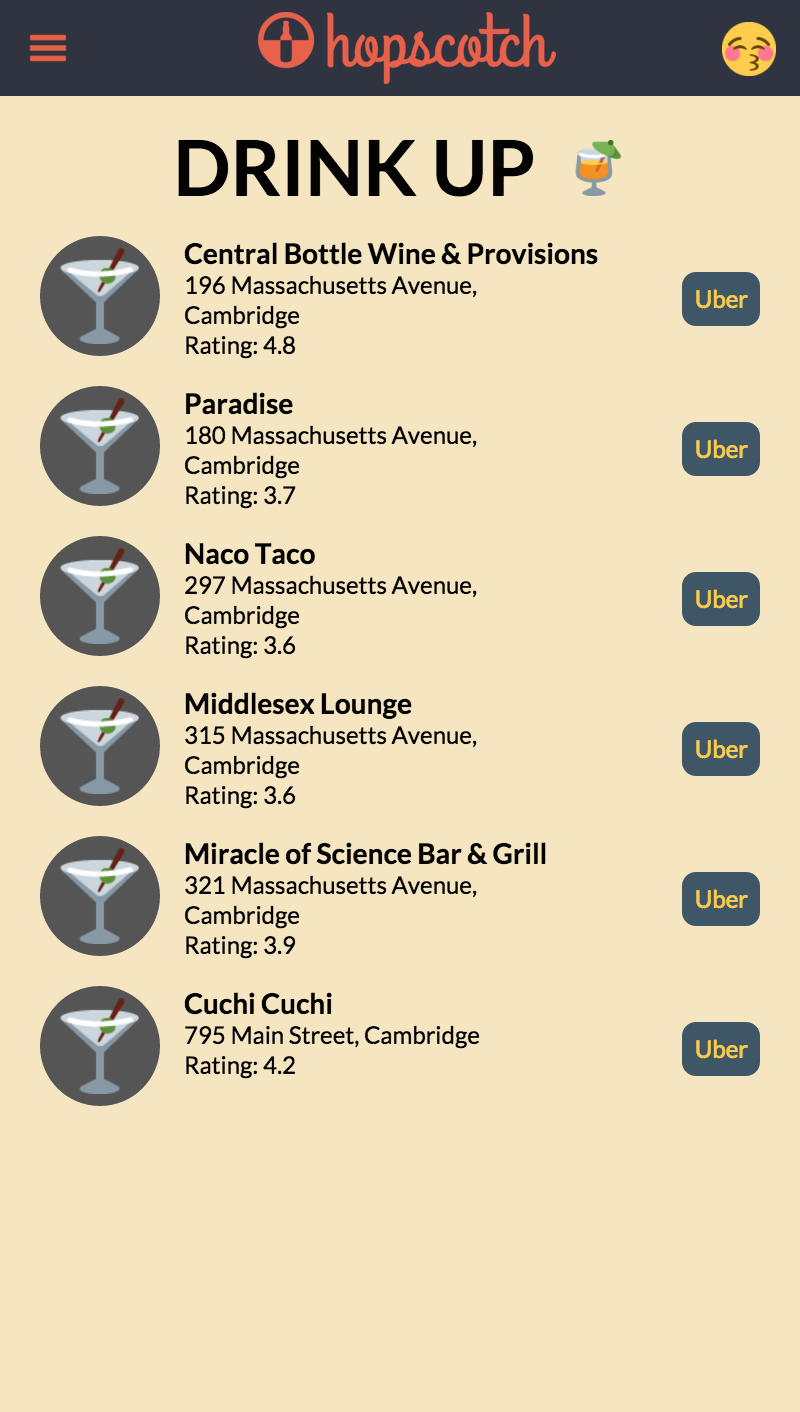 hopscotch
DRINK UP
Central Bottle Wine & Provisions
196 Massachusetts Avenue,
Cambridge
Rating: 4.8
Uber
Paradise
180 Massachusetts Avenue,
Cambridge
Rating: 3.7
Uber
Naco Taco
297 Massachusetts Avenue,
Cambridge
Rating: 3.6
Uber
Middlesex Lounge
315 Massachusetts Avenue,
Cambridge
Rating: 3.6
Uber
Miracle of Science Bar & Grill
321 Massachusetts Avenue,
Cambridge
Rating: 3.9
Uber
Cuchi Cuchi
795 Main Street, Cambridge
Rating: 4.2
Uber